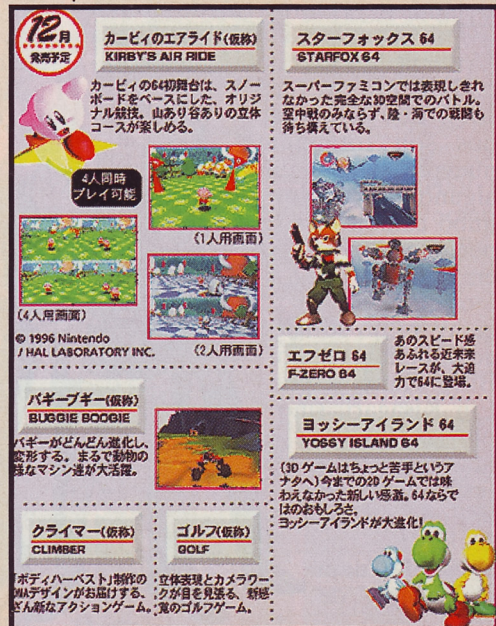 12月
発売予定
カービィのエアライド(仮称)
KIRBY'S AIR RIDE
カービィの64初舞台は、スノー
ボードをベースにした、オリジ
ナル競技。山あり谷ありの立体
コースが楽しめる。
4人同時
プレイ可能
(1人用画面)
(4人用画面)
(2人用画面)
© 1996 Nintendo
/ HAL LABORATORY INC.
バギーブギー(仮称)
BUGGIE BOOGIE
バギーがどんどん進化し、
変形する。まるで動物の
様なマシン達が大活躍。
クライマー(仮称)
CLIMBER
「ボディハーベスト」制作の
DMAデザインがお届けする、
ざん新なアクションゲーム。
ゴルフ(仮称)
GOLF
立体表現とカメラワー
クが目を見張る、新感
覚のゴルフゲーム。
スターフォックス 64
STARFOX 64
スーパーファミコンでは表現しきれ
なかった完全な3D空間でのバトル。
空中戦のみならず、陸・海での戦闘も
待ち構えている。
エフゼロ 64
F-ZERO 64
あのスピード感
あふれる近未来
レースが、大迫
力で64に登場。
ヨッシーアイランド 64
YOSSY ISLAND 64
(3D ゲームはちょっと苦手というア
ナタへ)今までの2D ゲームでは味
わえなかった新しい感激。64ならで
はのおもしろさ。
ヨッシーアイランドが大進化!